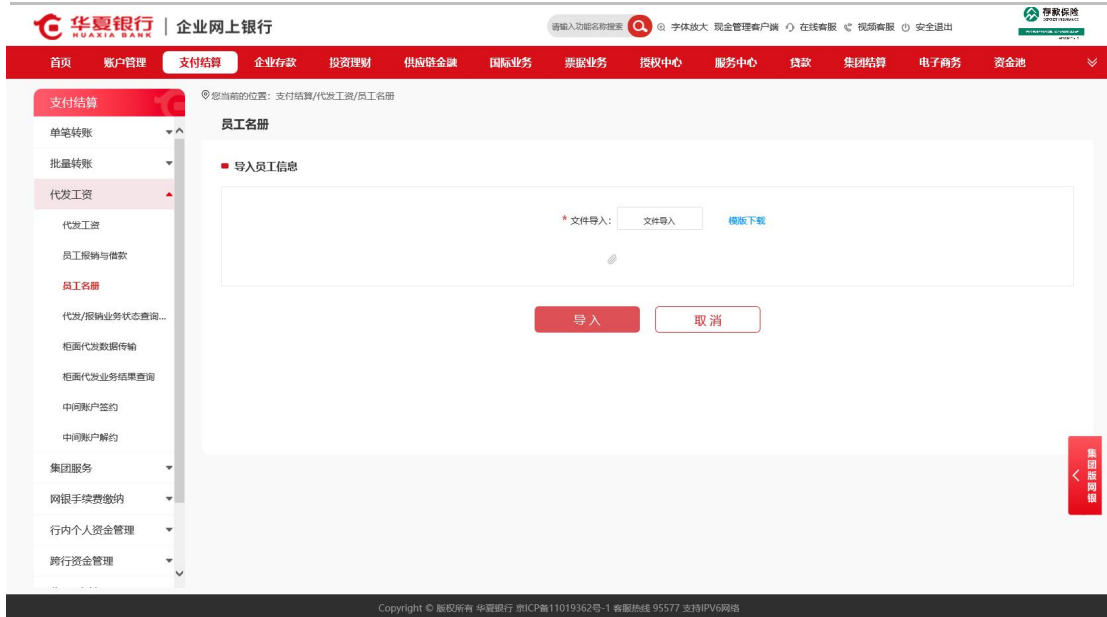 华夏银行 企业网上银行
HUAXIA BANK
请输入功能名称搜索 字体放大 现金管理客户端 在线客服 视频客服 安全退出
存款保险
首页 账户管理 支付结算 企业存款 投资理财 供应链金融 国际业务 票据业务 授权中心 服务中心 贷款 集团结算 电子商务 资金池
支付结算
单笔转账
批量转账
代发工资
代发工资
员工报销与借款
员工名册
代发/报销业务状态查询...
柜面代发数据传输
柜面代发业务结果查询
中间账户签约
中间账户解约
集团服务
网银手续费缴纳
行内个人资金管理
跨行资金管理
您当前的位置：支付结算/代发工资/员工名册
员工名册
导入员工信息
* 文件导入： 文件导入 模版下载
导入 取消
集团版网银
Copyright © 版权所有 华夏银行 京ICP备11019362号-1 客服热线 95577 支持IPV6网络